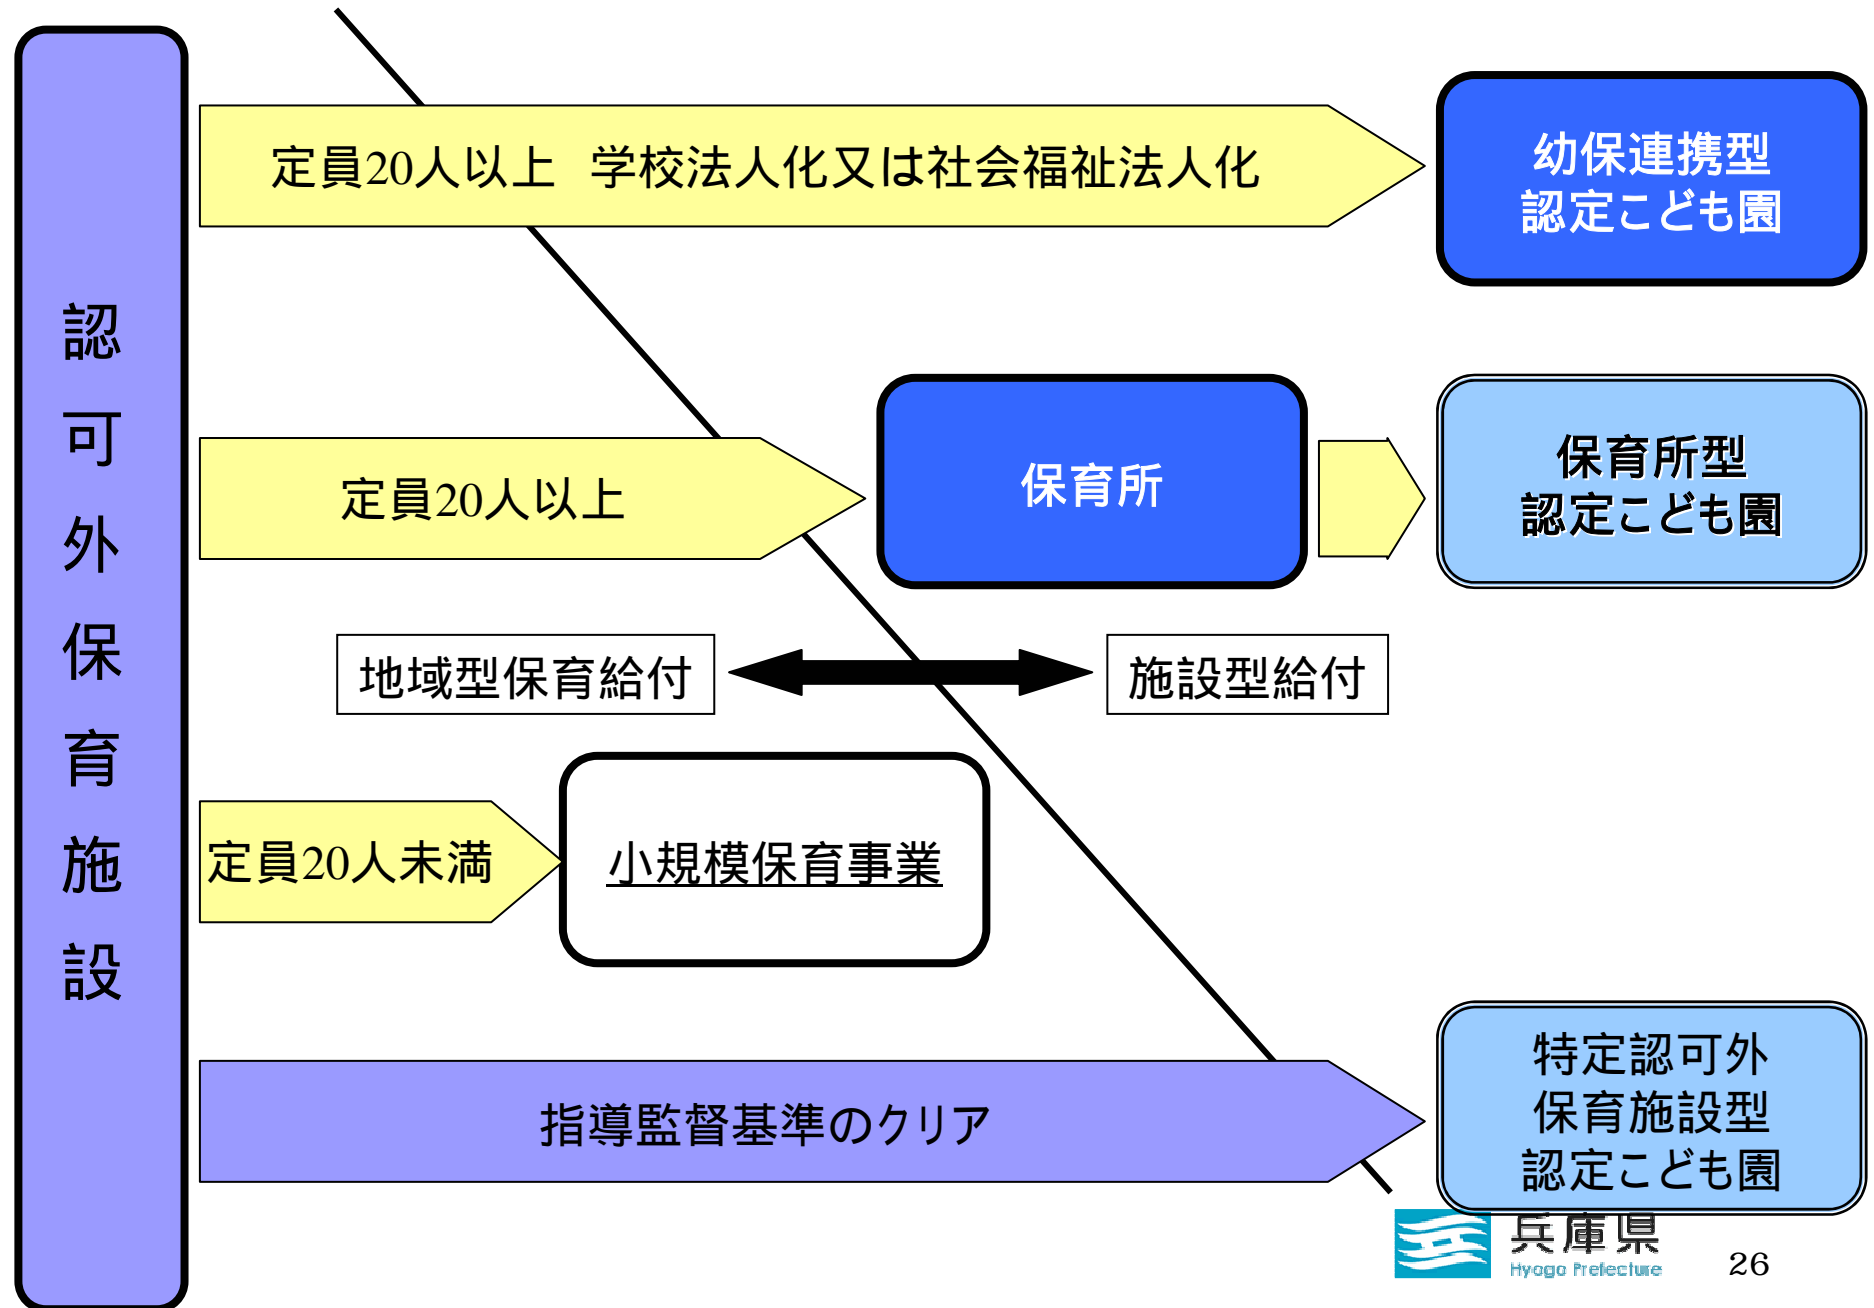 認可外保育施設
定員20人以上　学校法人化又は社会福祉法人化
幼保連携型
認定こども園
定員20人以上
保育所
保育所型
認定こども園
地域型保育給付
施設型給付
定員20人未満
小規模保育事業
指導監督基準のクリア
特定認可外
保育施設型
認定こども園
兵庫県
Hyogo Prefecture
26